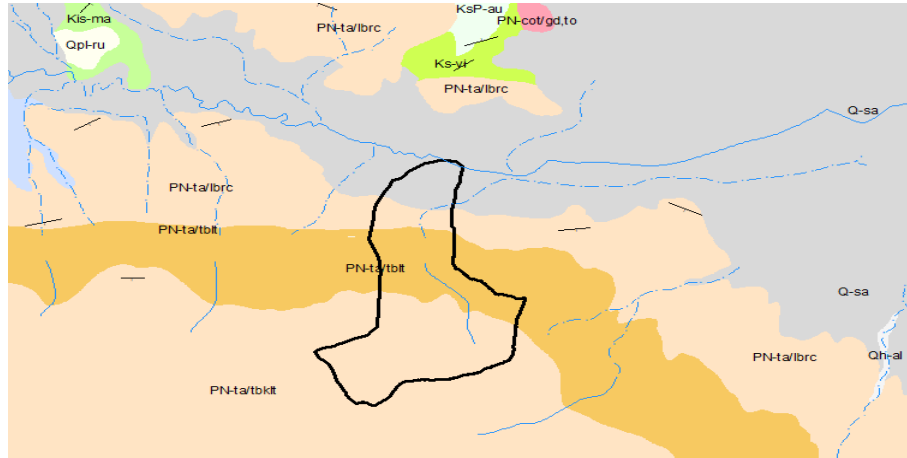 KsP-au
Kis-ma
PN-cot/gd,to
PN-ta/lbrc
Qpl-ru
Ks-yi
PN-ta/lbrc
Q-sa
PN-ta/lbrc
PN-ta/tblt
PN-ta/tblt
Q-sa
PN-ta/lbrc
Qh-al
PN-ta/tbklt